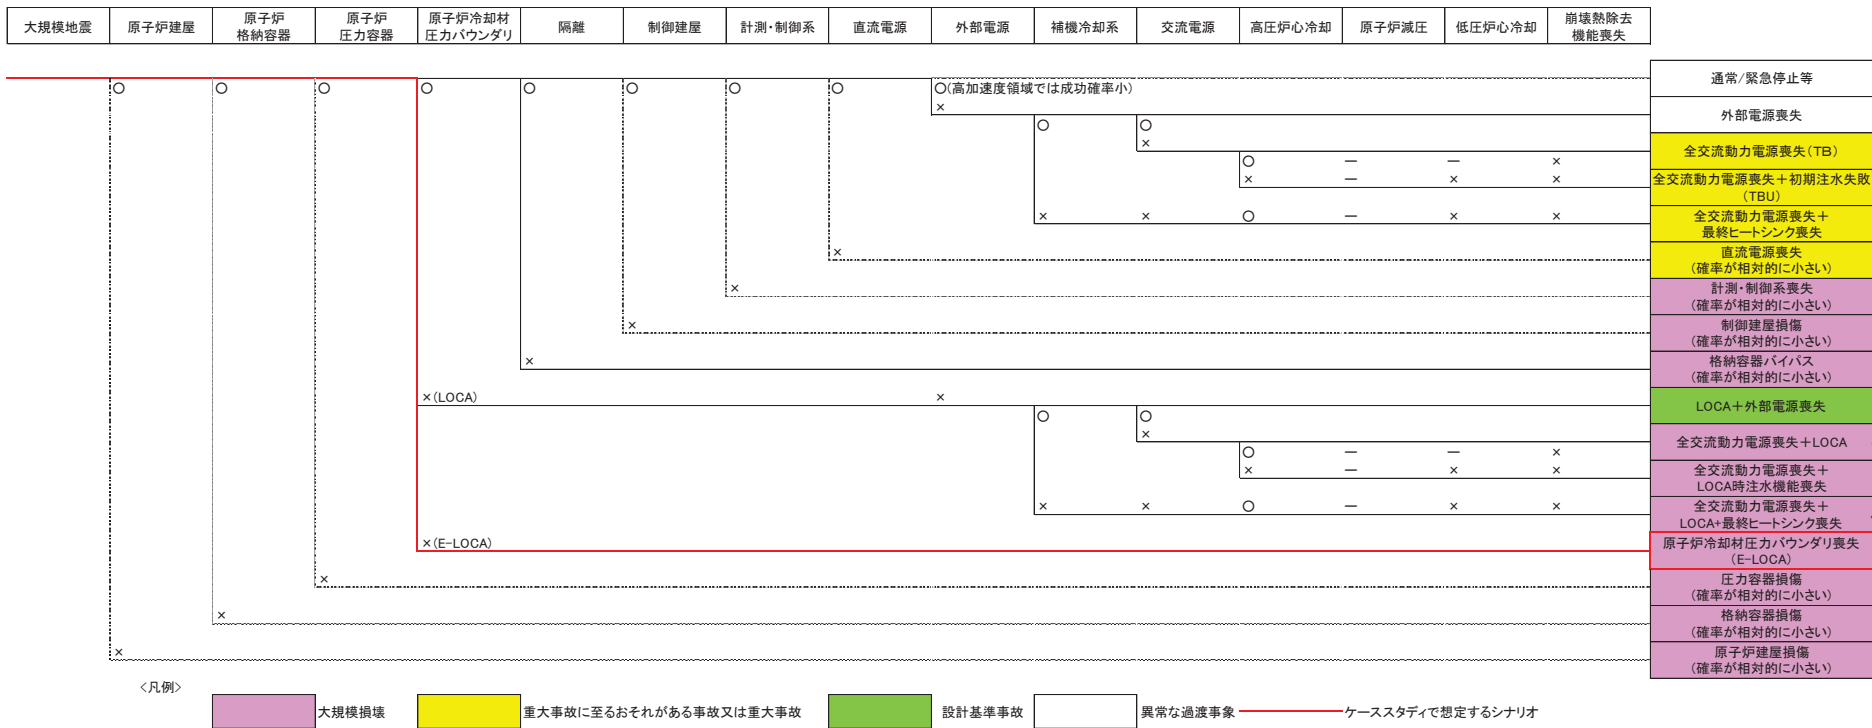 大規模地震
原子炉建屋
原子炉
格納容器
原子炉
圧力容器
原子炉冷却材
圧力バウンダリ
隔離
制御建屋
計測・制御系
直流電源
外部電源
補機冷却系
交流電源
高圧炉心冷却
原子炉減圧
低圧炉心冷却
崩壊熱除去
機能喪失
○ ○ ○ ○ ○ ○ ○ ○ ○(高加速度領域では成功確率小)
通常/緊急停止等
×
外部電源喪失
○ ○
×
全交流動力電源喪失(TB)
○ － － ×
× － × ×
全交流動力電源喪失＋初期注水失敗
(TBU)
× × ○ － × ×
全交流動力電源喪失＋
最終ヒートシンク喪失
×
直流電源喪失
(確率が相対的に小さい)
×
計測・制御系喪失
(確率が相対的に小さい)
×
制御建屋損傷
(確率が相対的に小さい)
×
格納容器バイパス
(確率が相対的に小さい)
×(LOCA) ×
LOCA＋外部電源喪失
○ ○
×
全交流動力電源喪失＋LOCA
○ － － ×
× － × ×
全交流動力電源喪失＋
LOCA時注水機能喪失
× × ○ － × ×
全交流動力電源喪失＋
LOCA+最終ヒートシンク喪失
×(E-LOCA)
原子炉冷却材圧力バウンダリ喪失
(E-LOCA)
×
圧力容器損傷
(確率が相対的に小さい)
×
格納容器損傷
(確率が相対的に小さい)
×
原子炉建屋損傷
(確率が相対的に小さい)
<凡例>
大規模損壊
重大事故に至るおそれがある事故又は重大事故
設計基準事故
異常な過渡事象
ケーススタディで想定するシナリオ